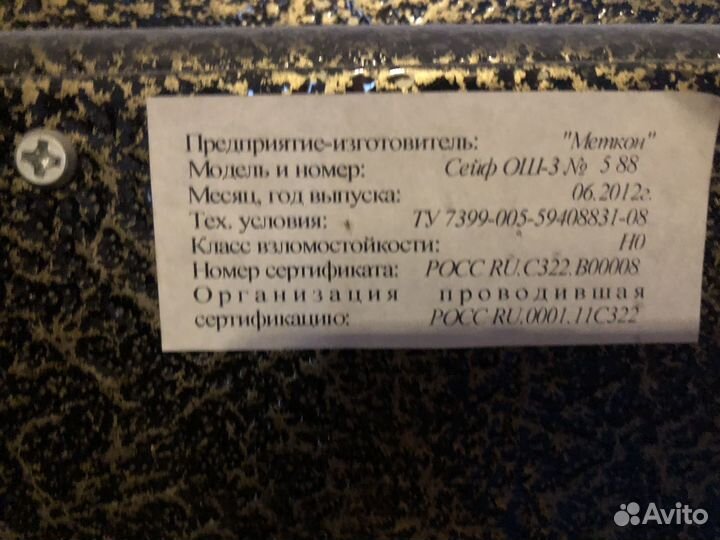 Предприятие-изготовитель: "Меткон"
Модель и номер: Сейф ОШ-3 № 5 88
Месяц, год выпуска: 06.2012г.
Тех. условия: ТУ 7399-005-59408831-08
Класс взломостойкости: Н0
Номер сертификата: РОСС RU.C322.B00008
Организация проводившая
сертификацию: РОСС RU.0001.11С322
Avito